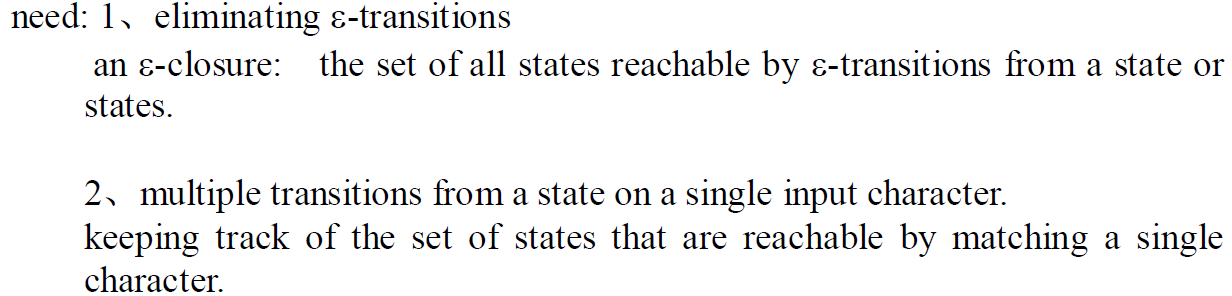 need: 1、eliminating ε-transitions
an ε-closure: the set of all states reachable by ε-transitions from a state or
states.
2、multiple transitions from a state on a single input character.
keeping track of the set of states that are reachable by matching a single
character.